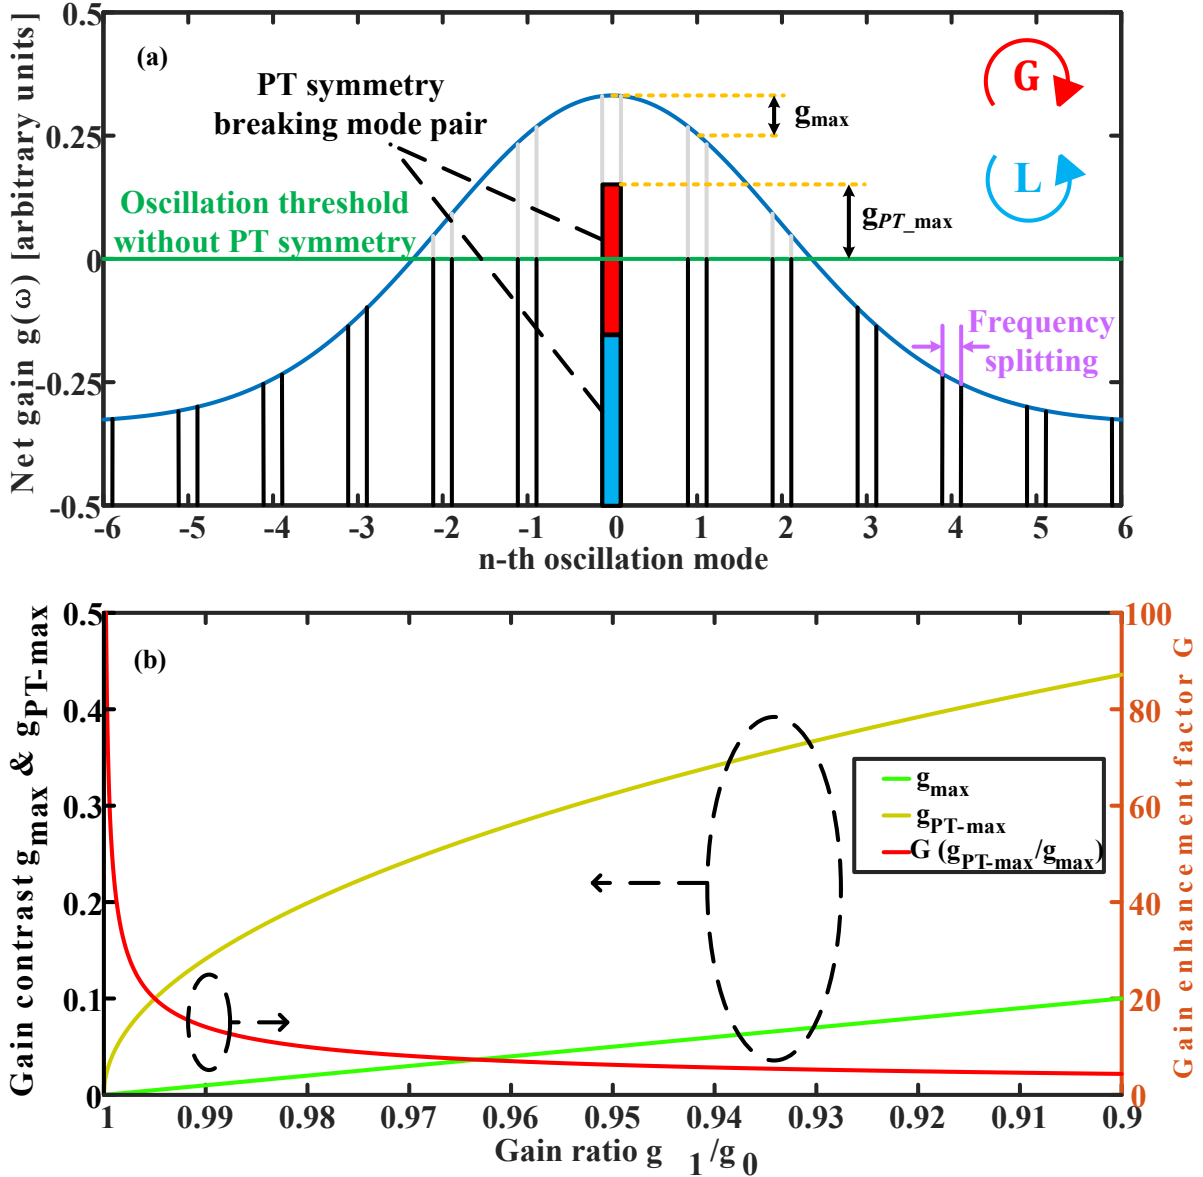 (a)
PT symmetry
breaking mode pair
G
L
g_max
g_PT_max
Oscillation threshold
without PT symmetry
Frequency
splitting
Net gain g(ω) [arbitrary units]
0.5
0.25
0
-0.25
-0.5
-6 -5 -4 -3 -2 -1 0 1 2 3 4 5 6
n-th oscillation mode
(b)
Gain contrast g_max & g_PT-max
0.5
0.4
0.3
0.2
0.1
0
g_max
g_PT-max
G (g_PT-max/g_max)
100
80
60
40
20
0
Gain enhancement factor G
1 0.99 0.98 0.97 0.96 0.95 0.94 0.93 0.92 0.91 0.9
Gain ratio g_1/g_0